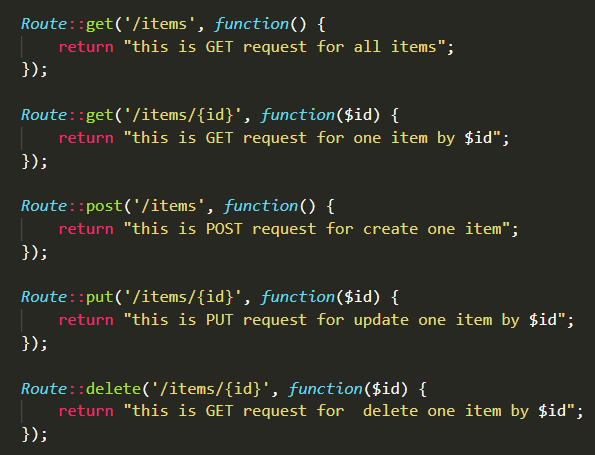 Route::get('/items', function() {
    return "this is GET request for all items";
});

Route::get('/items/{id}', function($id) {
    return "this is GET request for one item by $id";
});

Route::post('/items', function() {
    return "this is POST request for create one item";
});

Route::put('/items/{id}', function($id) {
    return "this is PUT request for update one item by $id";
});

Route::delete('/items/{id}', function($id) {
    return "this is GET request for  delete one item by $id";
});